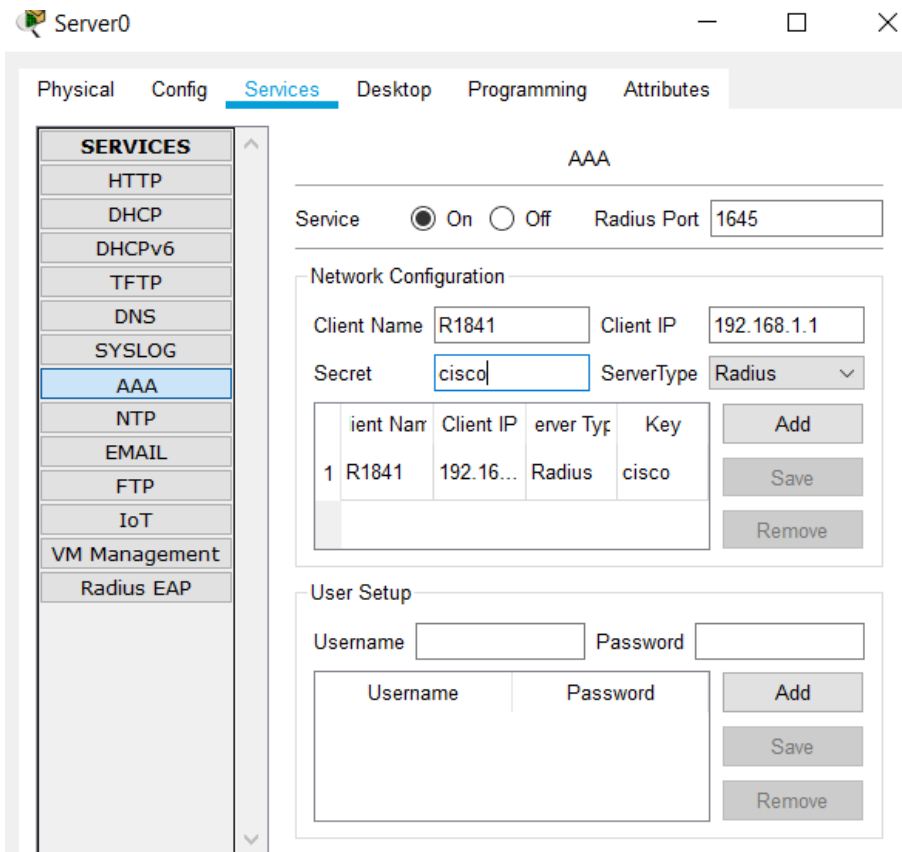 Server0
Physical Config Services Desktop Programming Attributes
SERVICES
HTTP
DHCP
DHCPv6
TFTP
DNS
SYSLOG
AAA
NTP
EMAIL
FTP
IoT
VM Management
Radius EAP
AAA
Service On Off Radius Port 1645
Network Configuration
Client Name R1841 Client IP 192.168.1.1
Secret cisco ServerType Radius
ient Nam Client IP erver Typ Key
1 R1841 192.16... Radius cisco
Add
Save
Remove
User Setup
Username Password
Username Password
Add
Save
Remove